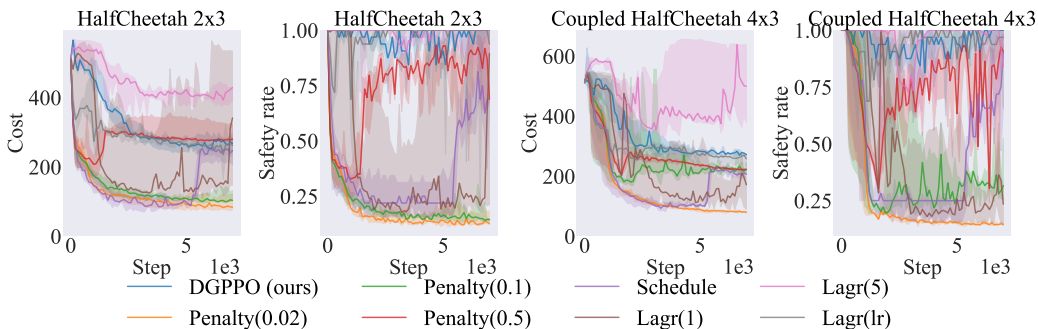 HalfCheetah 2x3 HalfCheetah 2x3 Coupled HalfCheetah 4x3 Coupled HalfCheetah 4x3
Cost
400
200
0
0 5
1e3
Step
Safety rate
1.00
0.75
0.50
0.25
0 5
1e3
Step
Cost
600
400
200
0
0 5
1e3
Step
Safety rate
1.00
0.75
0.50
0.25
0 5
1e3
Step
DGPPO (ours) Penalty(0.1) Schedule Lagr(5)
Penalty(0.02) Penalty(0.5) Lagr(1) Lagr(lr)